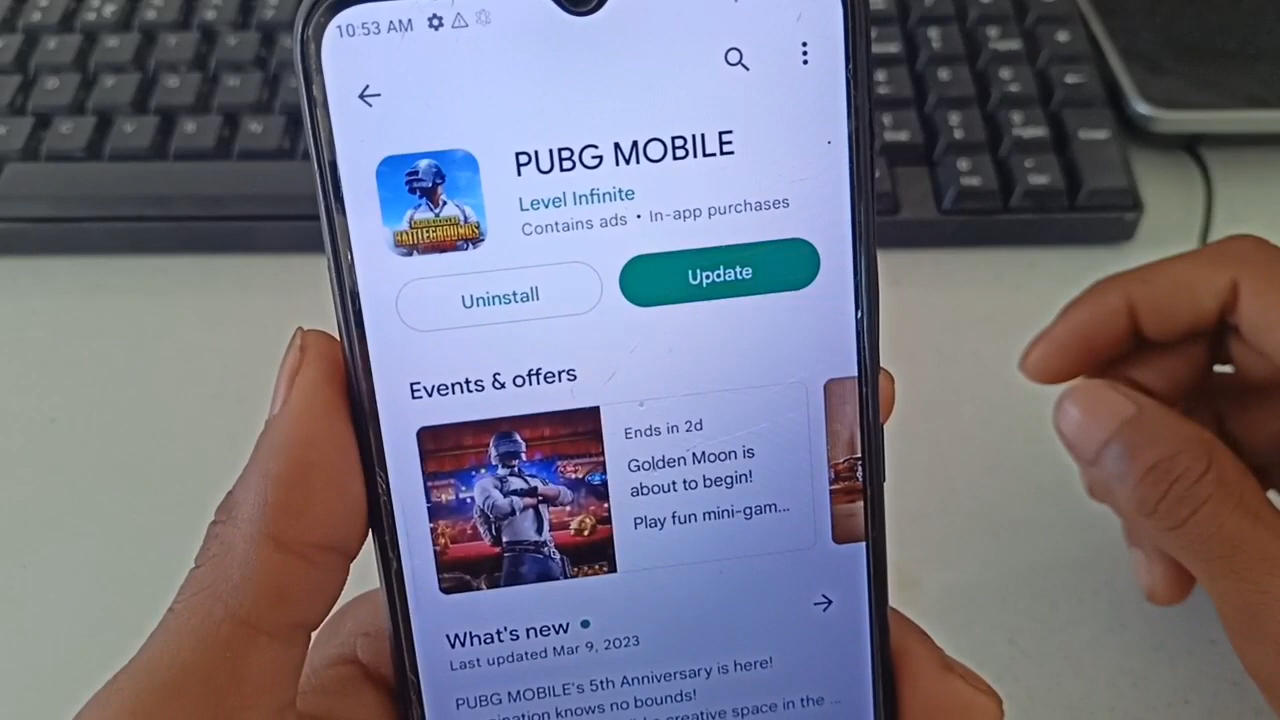 10:53 AM
PUBG MOBILE
Level Infinite
Contains ads • In-app purchases
BATTLEGROUNDS
Uninstall
Update
Events & offers
Ends in 2d
Golden Moon is
about to begin!
Play fun mini-gam...
What's new
Last updated Mar 9, 2023
PUBG MOBILE's 5th Anniversary is here!
ination knows no bounds!
creative space in the ...